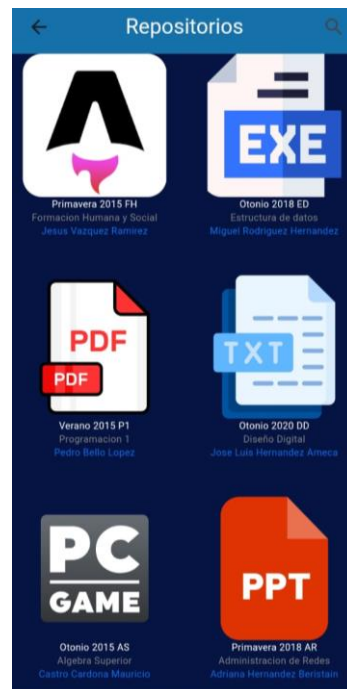 Repositorios
Primavera 2015 FH
Formacion Humana y Social
Jesus Vazquez Ramirez
EXE
Otonio 2018 ED
Estructura de datos
Miguel Rodriguez Hernandez
PDF
PDF
Verano 2015 P1
Programacion 1
Pedro Bello Lopez
TXT
Otonio 2020 DD
Diseño Digital
Jose Luis Hernandez Ameca
PC
GAME
Otonio 2015 AS
Algebra Superior
Castro Cardona Mauricio
PPT
Primavera 2018 AR
Administracion de Redes
Adriana Hernandez Beristain